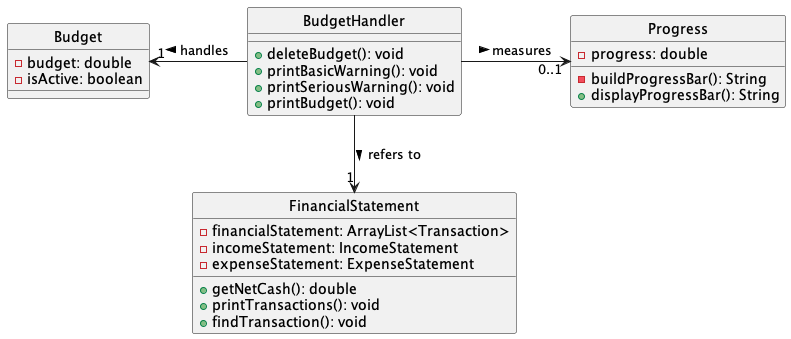 Budget
budget: double
isActive: boolean
1
handles
BudgetHandler
deleteBudget(): void
printBasicWarning(): void
printSeriousWarning(): void
printBudget(): void
measures
0..1
Progress
progress: double
buildProgressBar(): String
displayProgressBar(): String
refers to
1
FinancialStatement
financialStatement: ArrayList<Transaction>
incomeStatement: IncomeStatement
expenseStatement: ExpenseStatement
getNetCash(): double
printTransactions(): void
findTransaction(): void